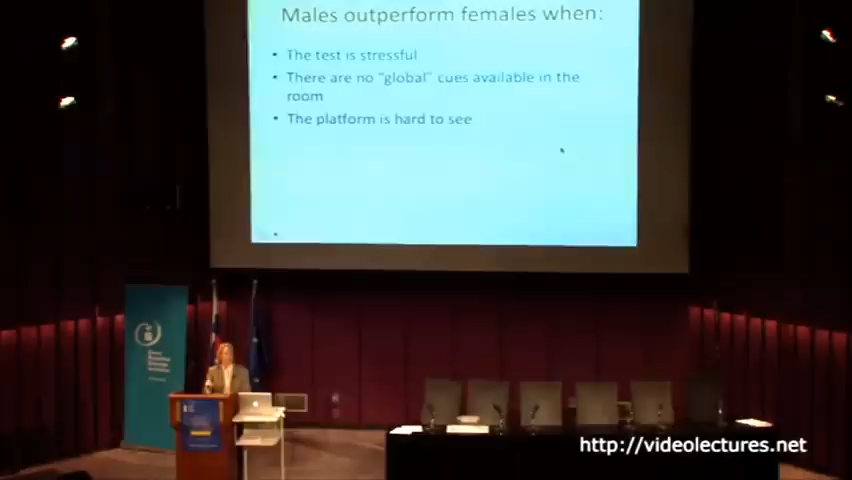 Males outperform females when:
• The test is stressful
• There are no "global" cues available in the
room
• The platform is hard to see
http://videolectures.net